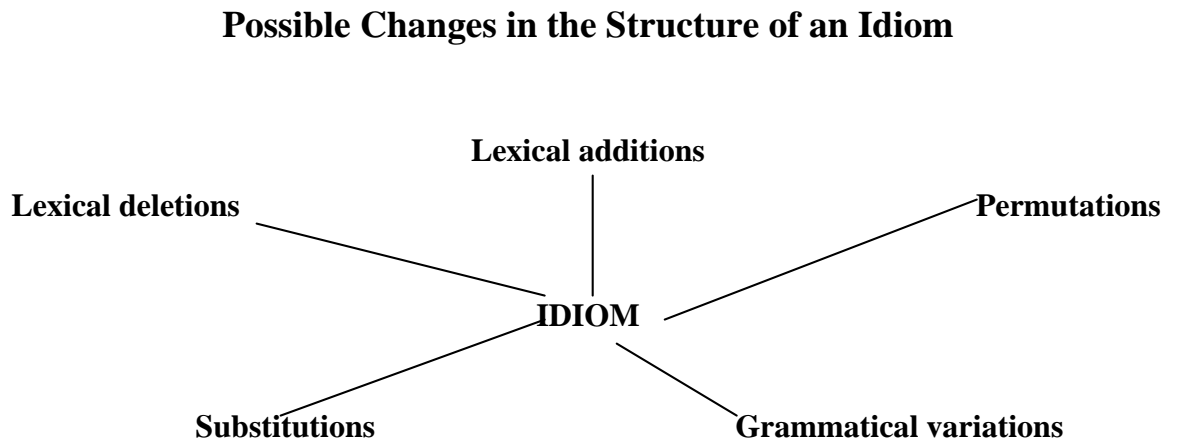 Possible Changes in the Structure of an Idiom
Lexical additions
Lexical deletions
Permutations
IDIOM
Substitutions
Grammatical variations